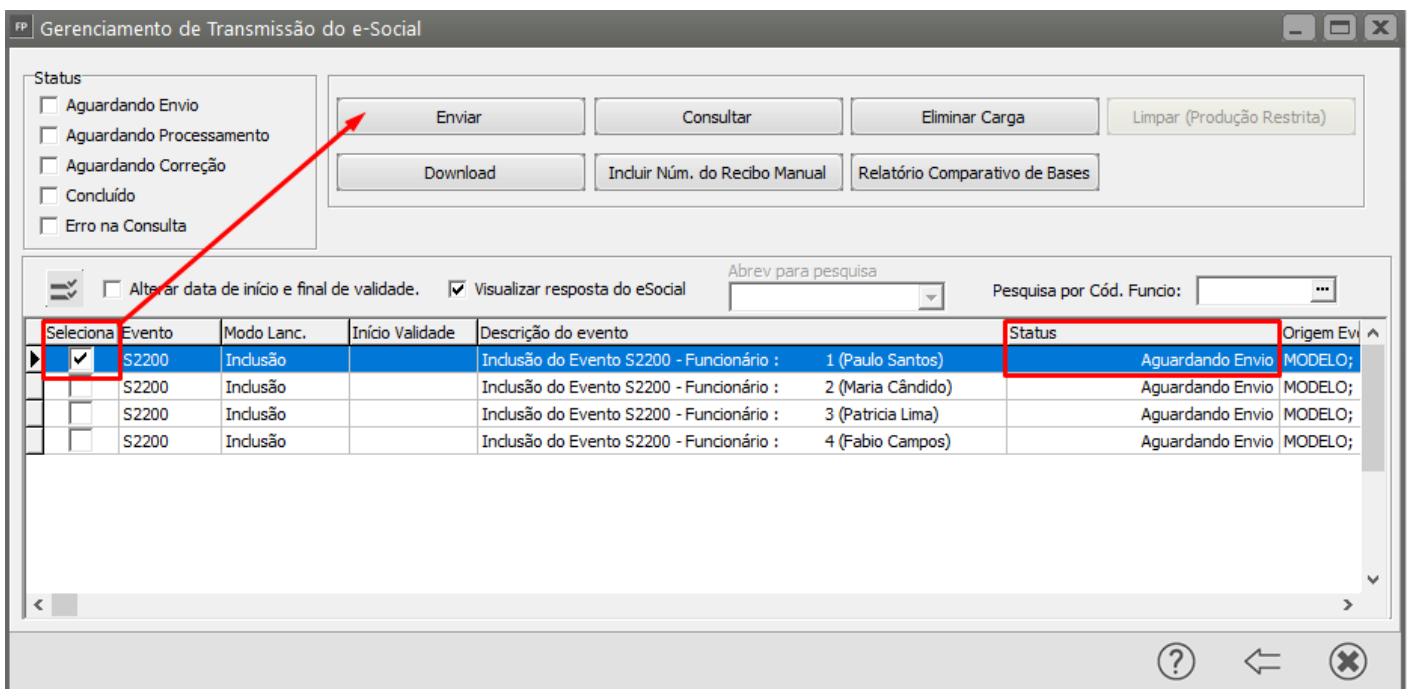 FP Gerenciamento de Transmissão do e-Social
Status
Aguardando Envio
Aguardando Processamento
Aguardando Correção
Concluído
Erro na Consulta
Enviar Consultar Eliminar Carga Limpar (Produção Restrita)
Download Incluir Núm. do Recibo Manual Relatório Comparativo de Bases
Abrev para pesquisa
Alterar data de início e final de validade. Visualizar resposta do eSocial Pesquisa por Cód. Funcio: ...
Seleciona Evento Modo Lanc. Início Validade Descrição do evento Status Origem Eve
S2200 Inclusão Inclusão do Evento S2200 - Funcionário : 1 (Paulo Santos) Aguardando Envio MODELO;
S2200 Inclusão Inclusão do Evento S2200 - Funcionário : 2 (Maria Cândido) Aguardando Envio MODELO;
S2200 Inclusão Inclusão do Evento S2200 - Funcionário : 3 (Patricia Lima) Aguardando Envio MODELO;
S2200 Inclusão Inclusão do Evento S2200 - Funcionário : 4 (Fabio Campos) Aguardando Envio MODELO;